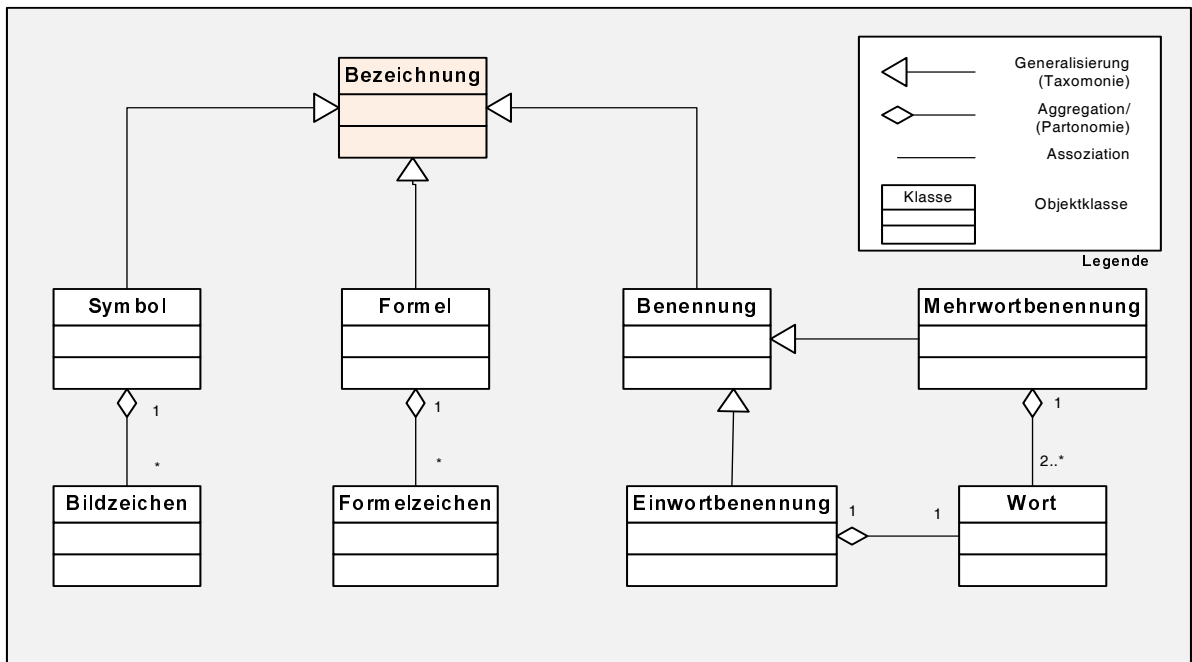 Bezeichnung
Generalisierung
(Taxomonie)
Aggregation/
(Partonomie)
Assoziation
Klasse
Objektklasse
Legende
Symbol
Formel
Benennung
Mehrwortbenennung
1
1
1
*
*
2..*
Bildzeichen
Formelzeichen
Einwortbenennung
1
1
Wort